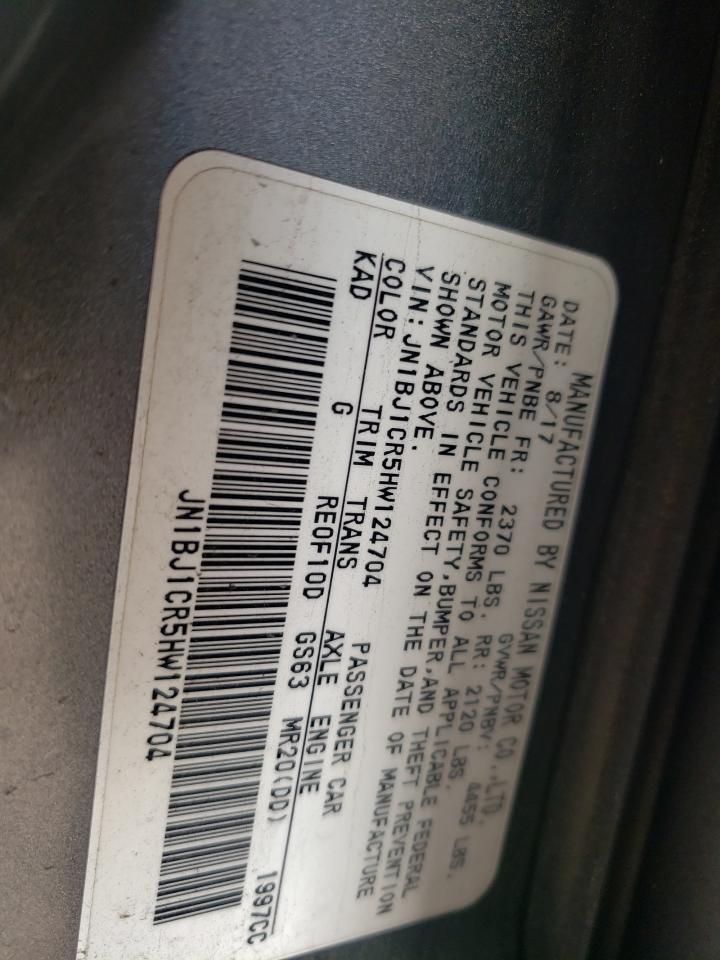 MANUFACTURED BY NISSAN MOTOR CO.,LTD.
DATE: 8/17 GVWR/PNBV: 4455 LBS.
GAWR/PNBE FR: 2370 LBS. RR: 2120 LBS.
THIS VEHICLE CONFORMS TO ALL APPLICABLE FEDERAL
MOTOR VEHICLE SAFETY,BUMPER,AND THEFT PREVENTION
STANDARDS IN EFFECT ON THE DATE OF MANUFACTURE
SHOWN ABOVE.
VIN:JN1BJ1CR5HW124704 PASSENGER CAR
COLOR TRIM TRANS AXLE ENGINE
KAD G RE0F10D GS63 MR20(DD) 1997CC
JN1BJ1CR5HW124704